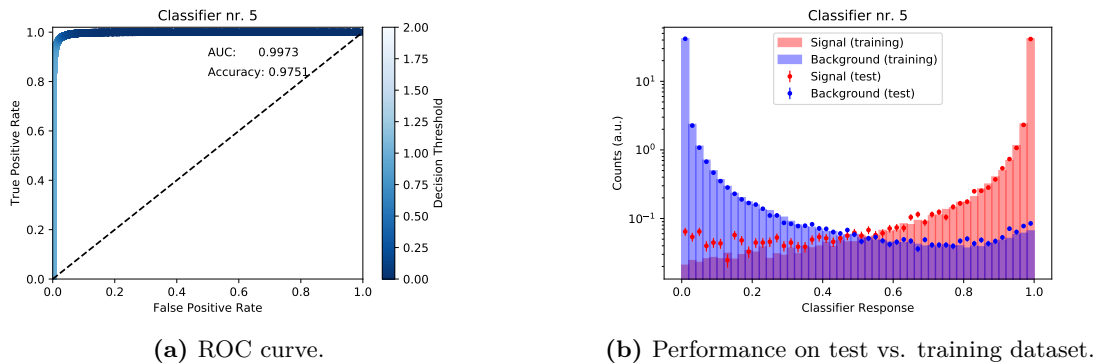 Classifier nr. 5
1.0
0.8
0.6
0.4
0.2
0.0
True Positive Rate
AUC: 0.9973
Accuracy: 0.9751
0.0 0.2 0.4 0.6 0.8 1.0
False Positive Rate
2.00
1.75
1.50
1.25
1.00
0.75
0.50
0.25
0.00
Decision Threshold
(a) ROC curve.
Classifier nr. 5
Signal (training)
Background (training)
Signal (test)
Background (test)
10¹
10⁰
10⁻¹
Counts (a.u.)
0.0 0.2 0.4 0.6 0.8 1.0
Classifier Response
(b) Performance on test vs. training dataset.